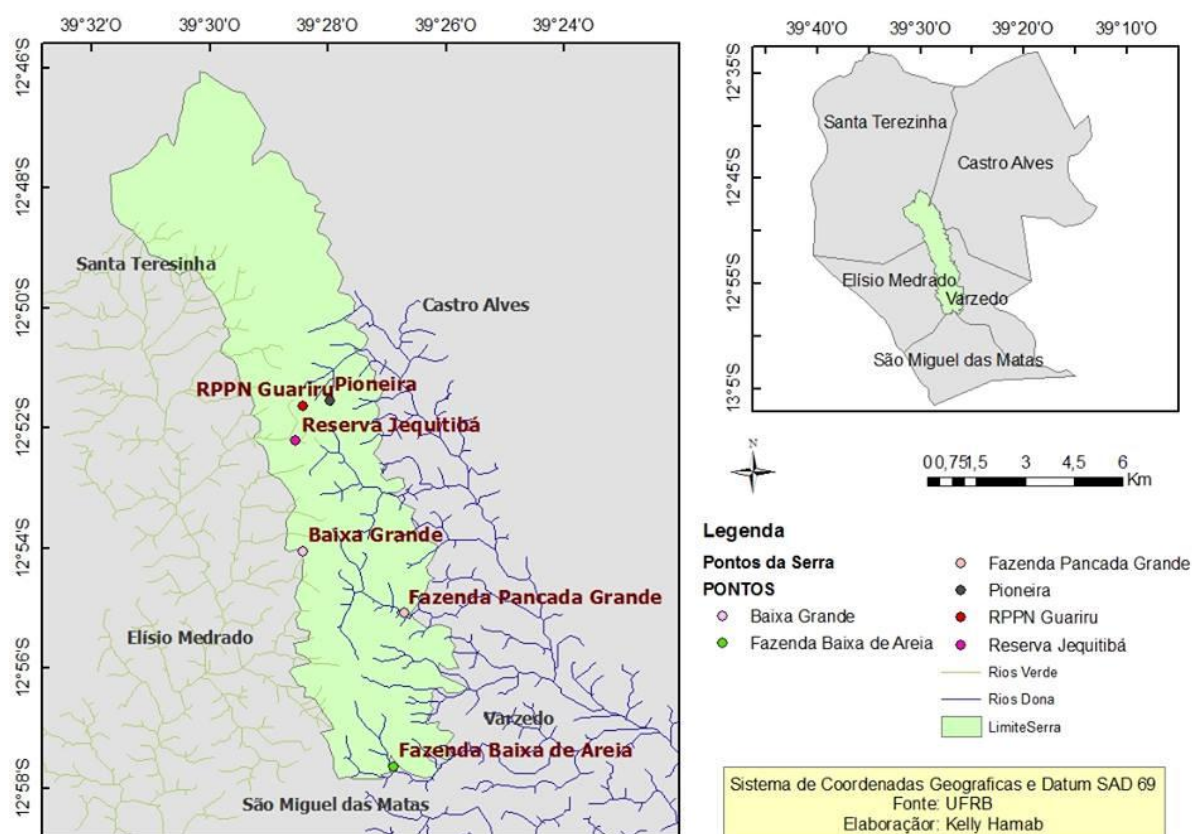 39°32'O 39°30'O 39°28'O 39°26'O 39°24'O
12°46'S
12°48'S
12°50'S
12°52'S
12°54'S
12°56'S
12°58'S
Santa Teresinha
Castro Alves
RPPN Guariru
Pioneira
Reserva Jequitibá
Baixa Grande
Fazenda Pancada Grande
Elísio Medrado
Varzedo
Fazenda Baixa de Areia
São Miguel das Matas
39°40'O 39°30'O 39°20'O 39°10'O
12°35'S
12°45'S
12°55'S
13°5'S
Santa Terezinha
Castro Alves
Elísio Medrado
Varzedo
São Miguel das Matas
N
0 0,75 1,5 3 4,5 6
Km
Legenda
Pontos da Serra
PONTOS
Baixa Grande
Fazenda Baixa de Areia
Fazenda Pancada Grande
Pioneira
RPPN Guariru
Reserva Jequitibá
Rios Verde
Rios Dona
LimiteSerra
Sistema de Coordenadas Geograficas e Datum SAD 69
Fonte: UFRB
Elaboraçãor: Kelly Hamab